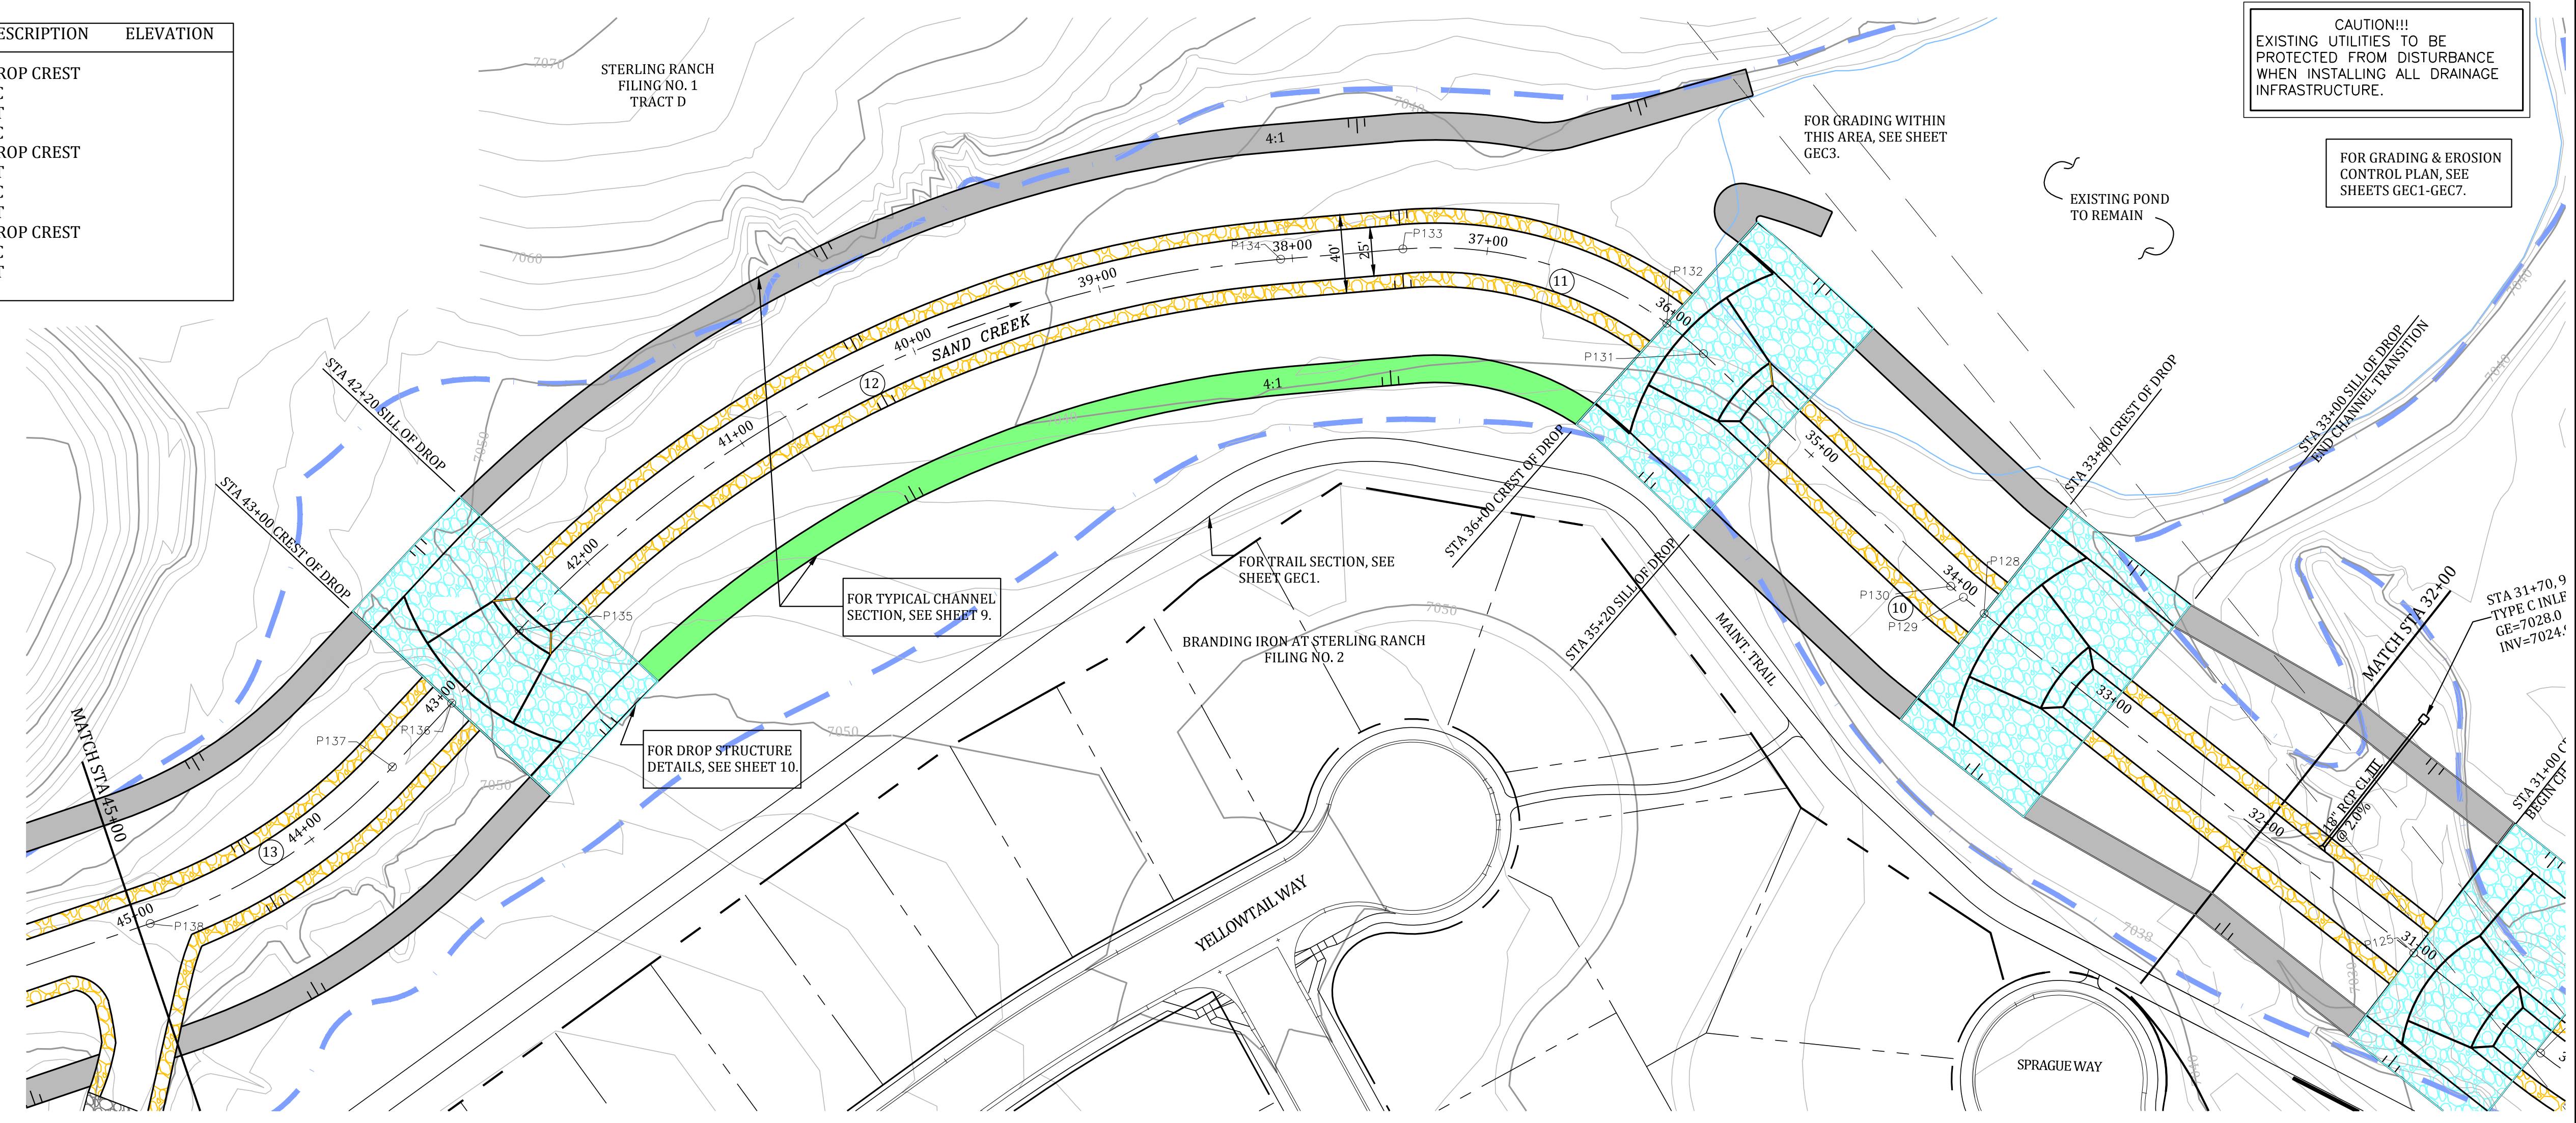 ESCRIPTION ELEVATION
ROP CREST
ROP CREST
ROP CREST
STERLING RANCH
FILING NO. 1
TRACT D
7070
7068
7040
4:1
CAUTION!!!
EXISTING UTILITIES TO BE
PROTECTED FROM DISTURBANCE
WHEN INSTALLING ALL DRAINAGE
INFRASTRUCTURE.
FOR GRADING & EROSION
CONTROL PLAN, SEE
SHEETS GEC1-GEC7.
FOR GRADING WITHIN
THIS AREA, SEE SHEET
GEC3.
EXISTING POND
TO REMAIN
7040
7040
P134
38+00
P133
37+00
40'
25'
39+00
11
P132
36+00
P131
40+00
SAND CREEK
12
41+00
4:1
35+00
STA 42+20 SILL OF DROP
STA 43+00 CREST OF DROP
7050
42+00
P135
43+00
P136
P137
MATCH STA 45+00
44+00
13
45+00
P138
7050
7050
FOR TYPICAL CHANNEL
SECTION, SEE SHEET 9.
FOR DROP STRUCTURE
DETAILS, SEE SHEET 10.
FOR TRAIL SECTION, SEE
SHEET GEC1.
STA 36+00 CREST OF DROP
STA 35+20 SILL OF DROP
7050
BRANDING IRON AT STERLING RANCH
FILING NO. 2
MAINT. TRAIL
YELLOWTAIL WAY
SPRAGUE WAY
34+00
P128
P130
10
P129
STA 33+80 CREST OF DROP
STA 33+00 SILL OF DROP
END CHANNEL TRANSITION
33+00
MATCH STA 32+00
STA 31+70, 9
TYPE C INLE
GE=7028.0
INV=7024.
18" RCP CL III
@ 2.0%
32+00
STA 31+00 C
BEGIN CH
P125
31+00
7038
7030